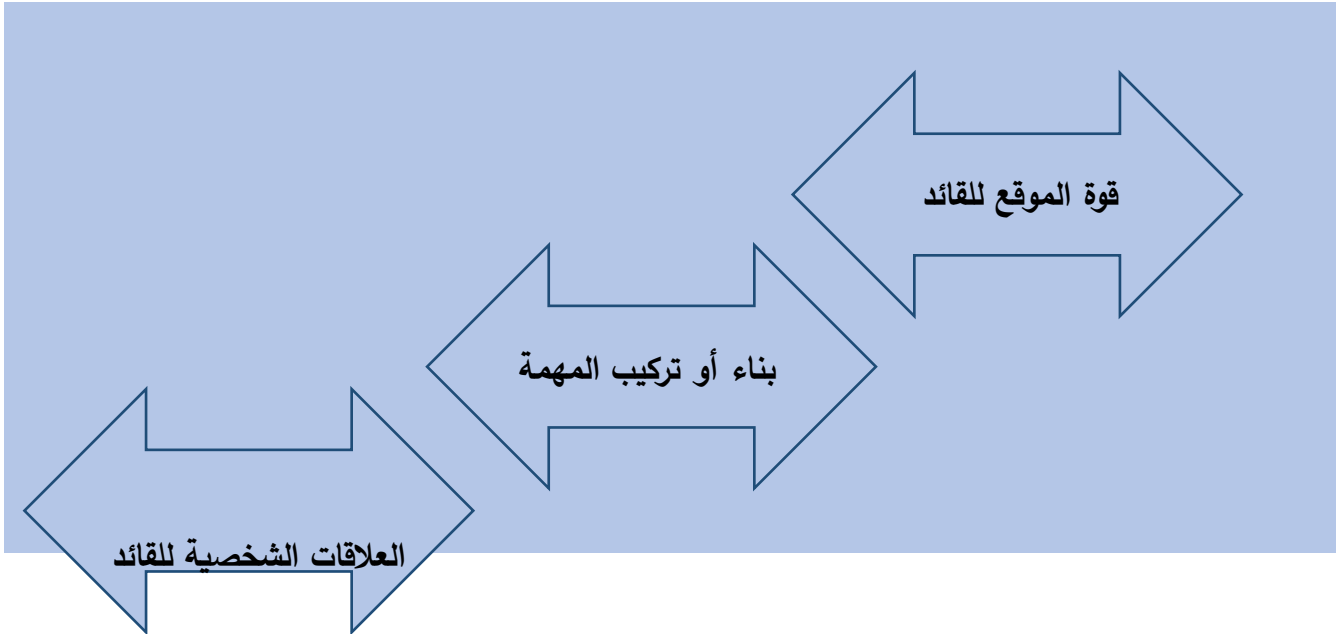 قوة الموقع للقائد
بناء أو تركيب المهمة
العلاقات الشخصية للقائد